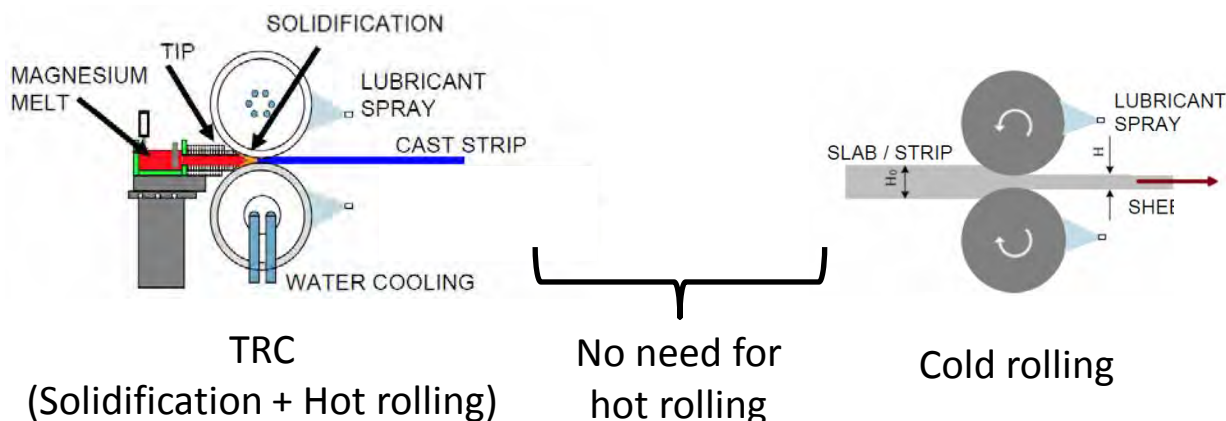 SOLIDIFICATION
TIP
MAGNESIUM
MELT
LUBRICANT
SPRAY
CAST STRIP
WATER COOLING
TRC
(Solidification + Hot rolling)
No need for
hot rolling
SLAB / STRIP
H₀
H
LUBRICANT
SPRAY
SHEE
Cold rolling